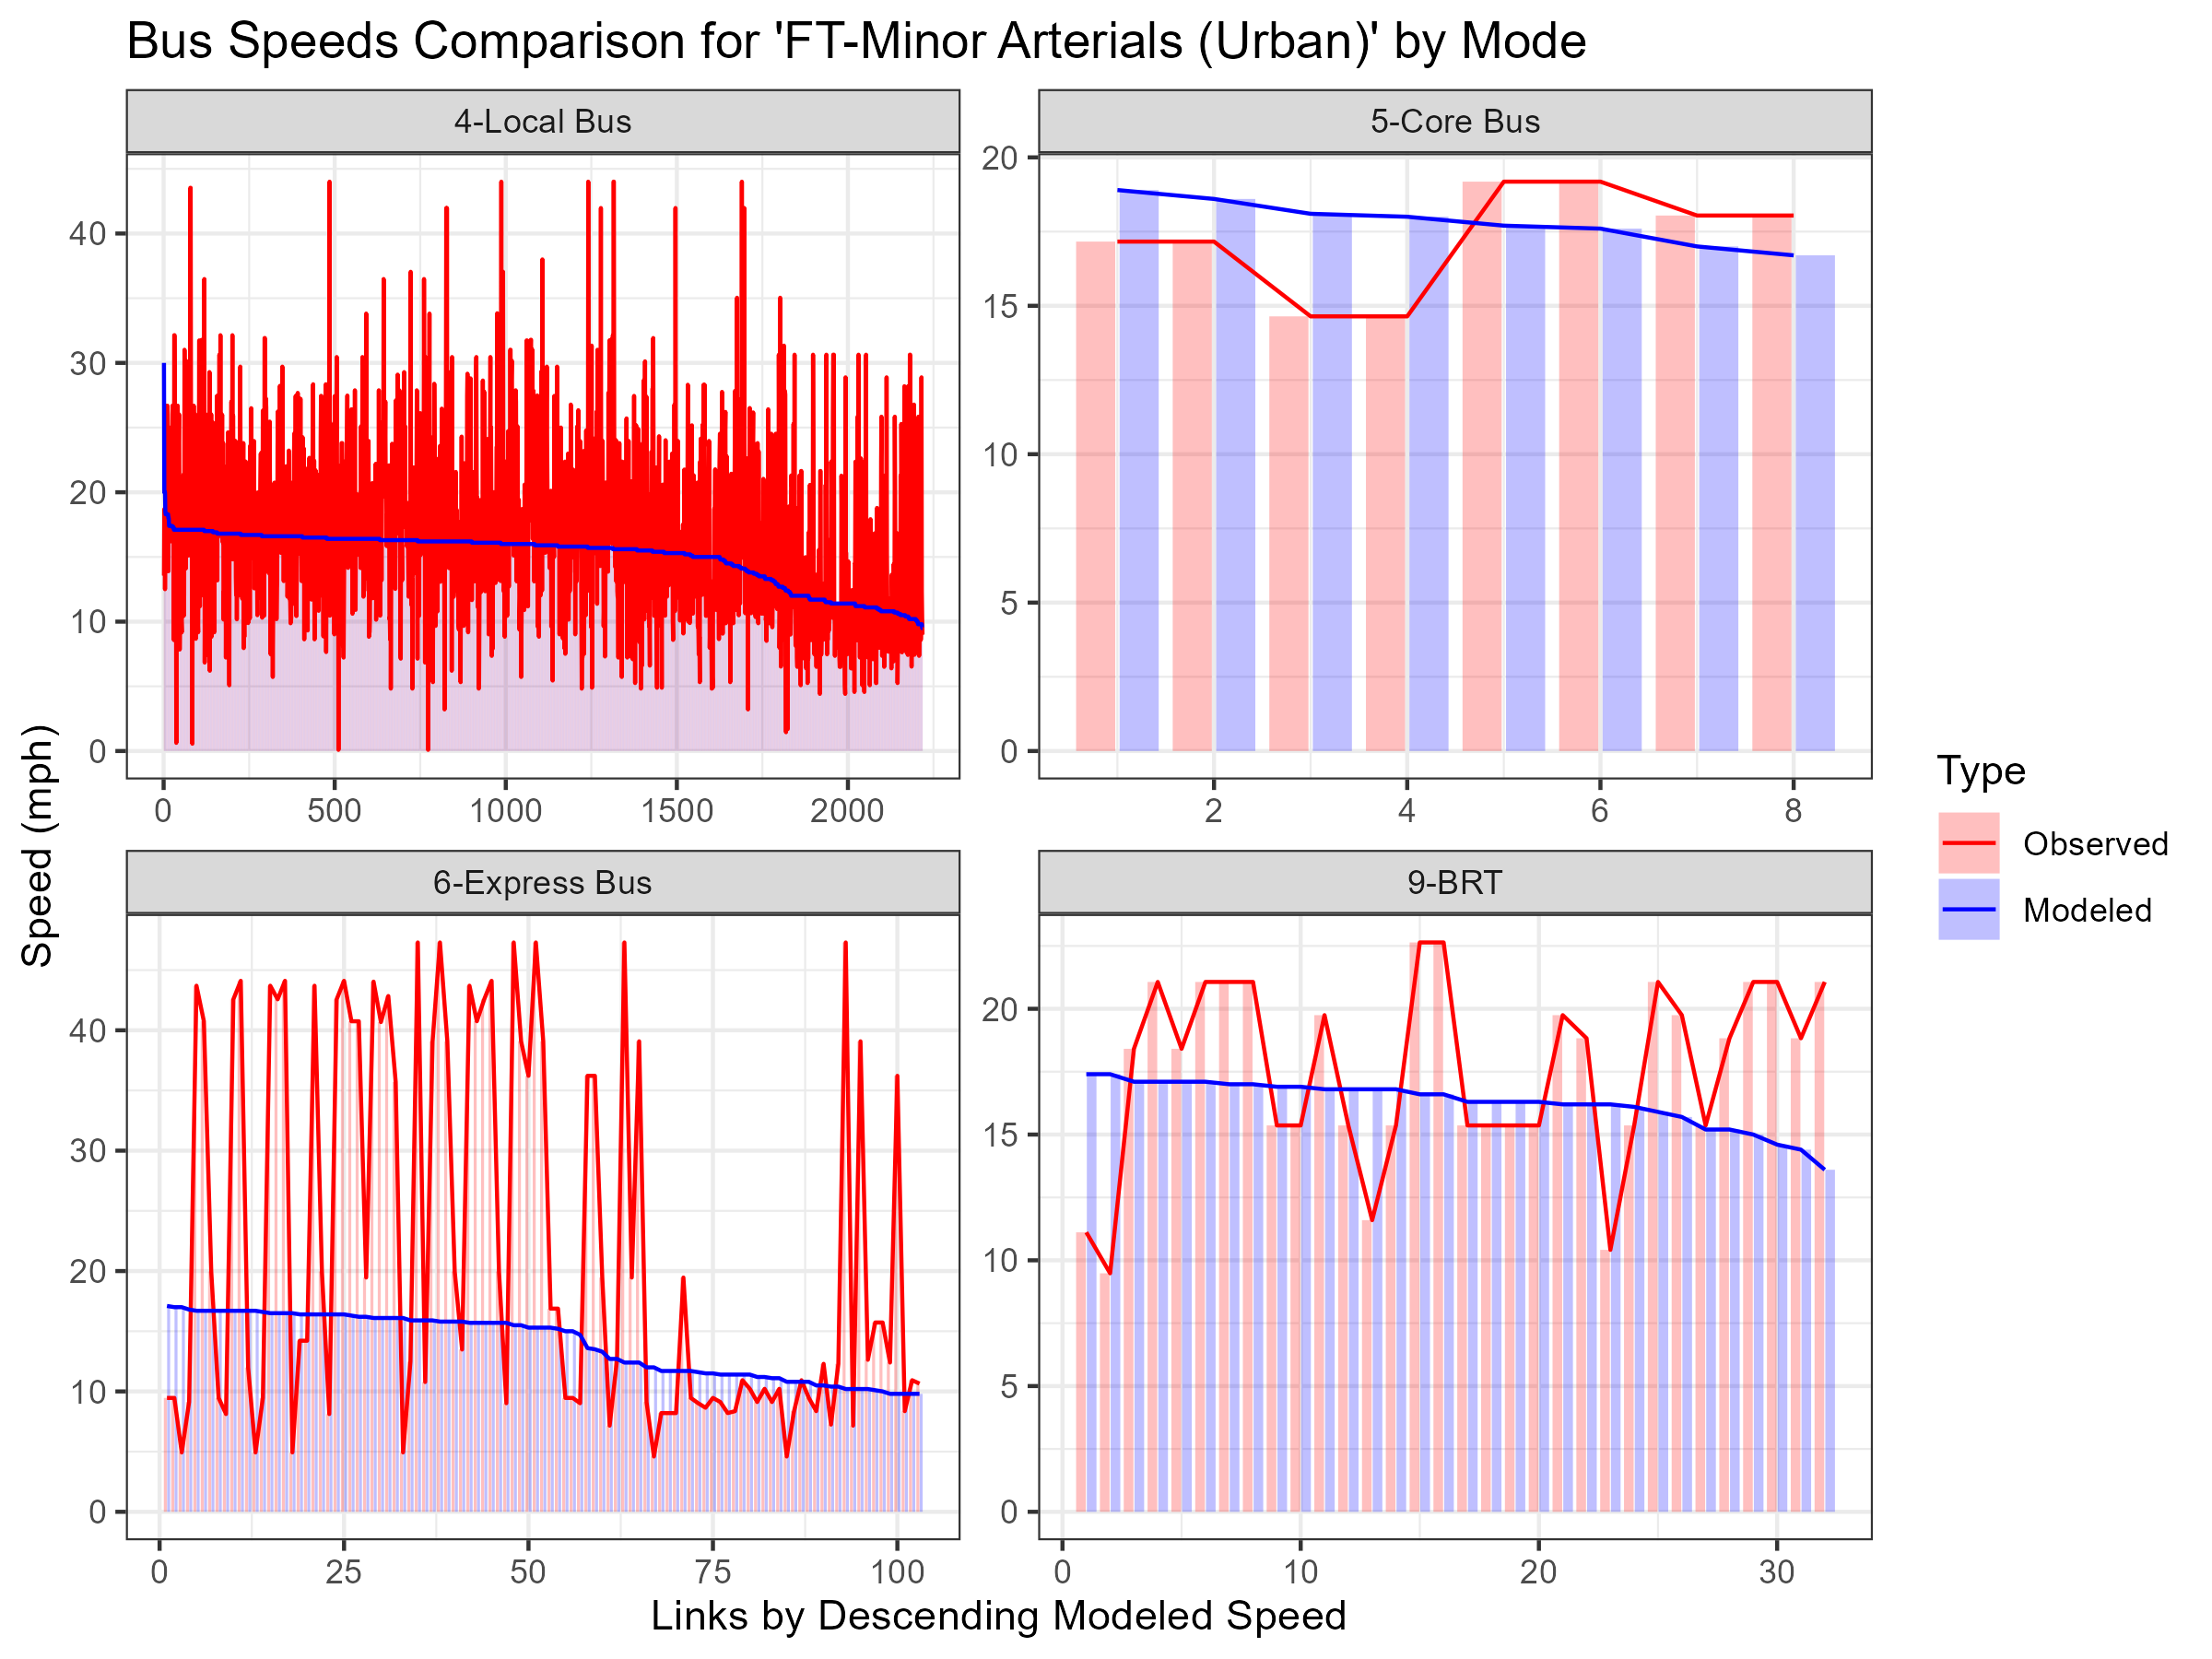 Bus Speeds Comparison for 'FT-Minor Arterials (Urban)' by Mode
4-Local Bus
5-Core Bus
40
30
20
10
0
0 500 1000 1500 2000
20
15
10
5
0
2 4 6 8
6-Express Bus
9-BRT
40
30
20
10
0
0 25 50 75 100
20
15
10
5
0
0 10 20 30
Speed (mph)
Links by Descending Modeled Speed
Type
Observed
Modeled